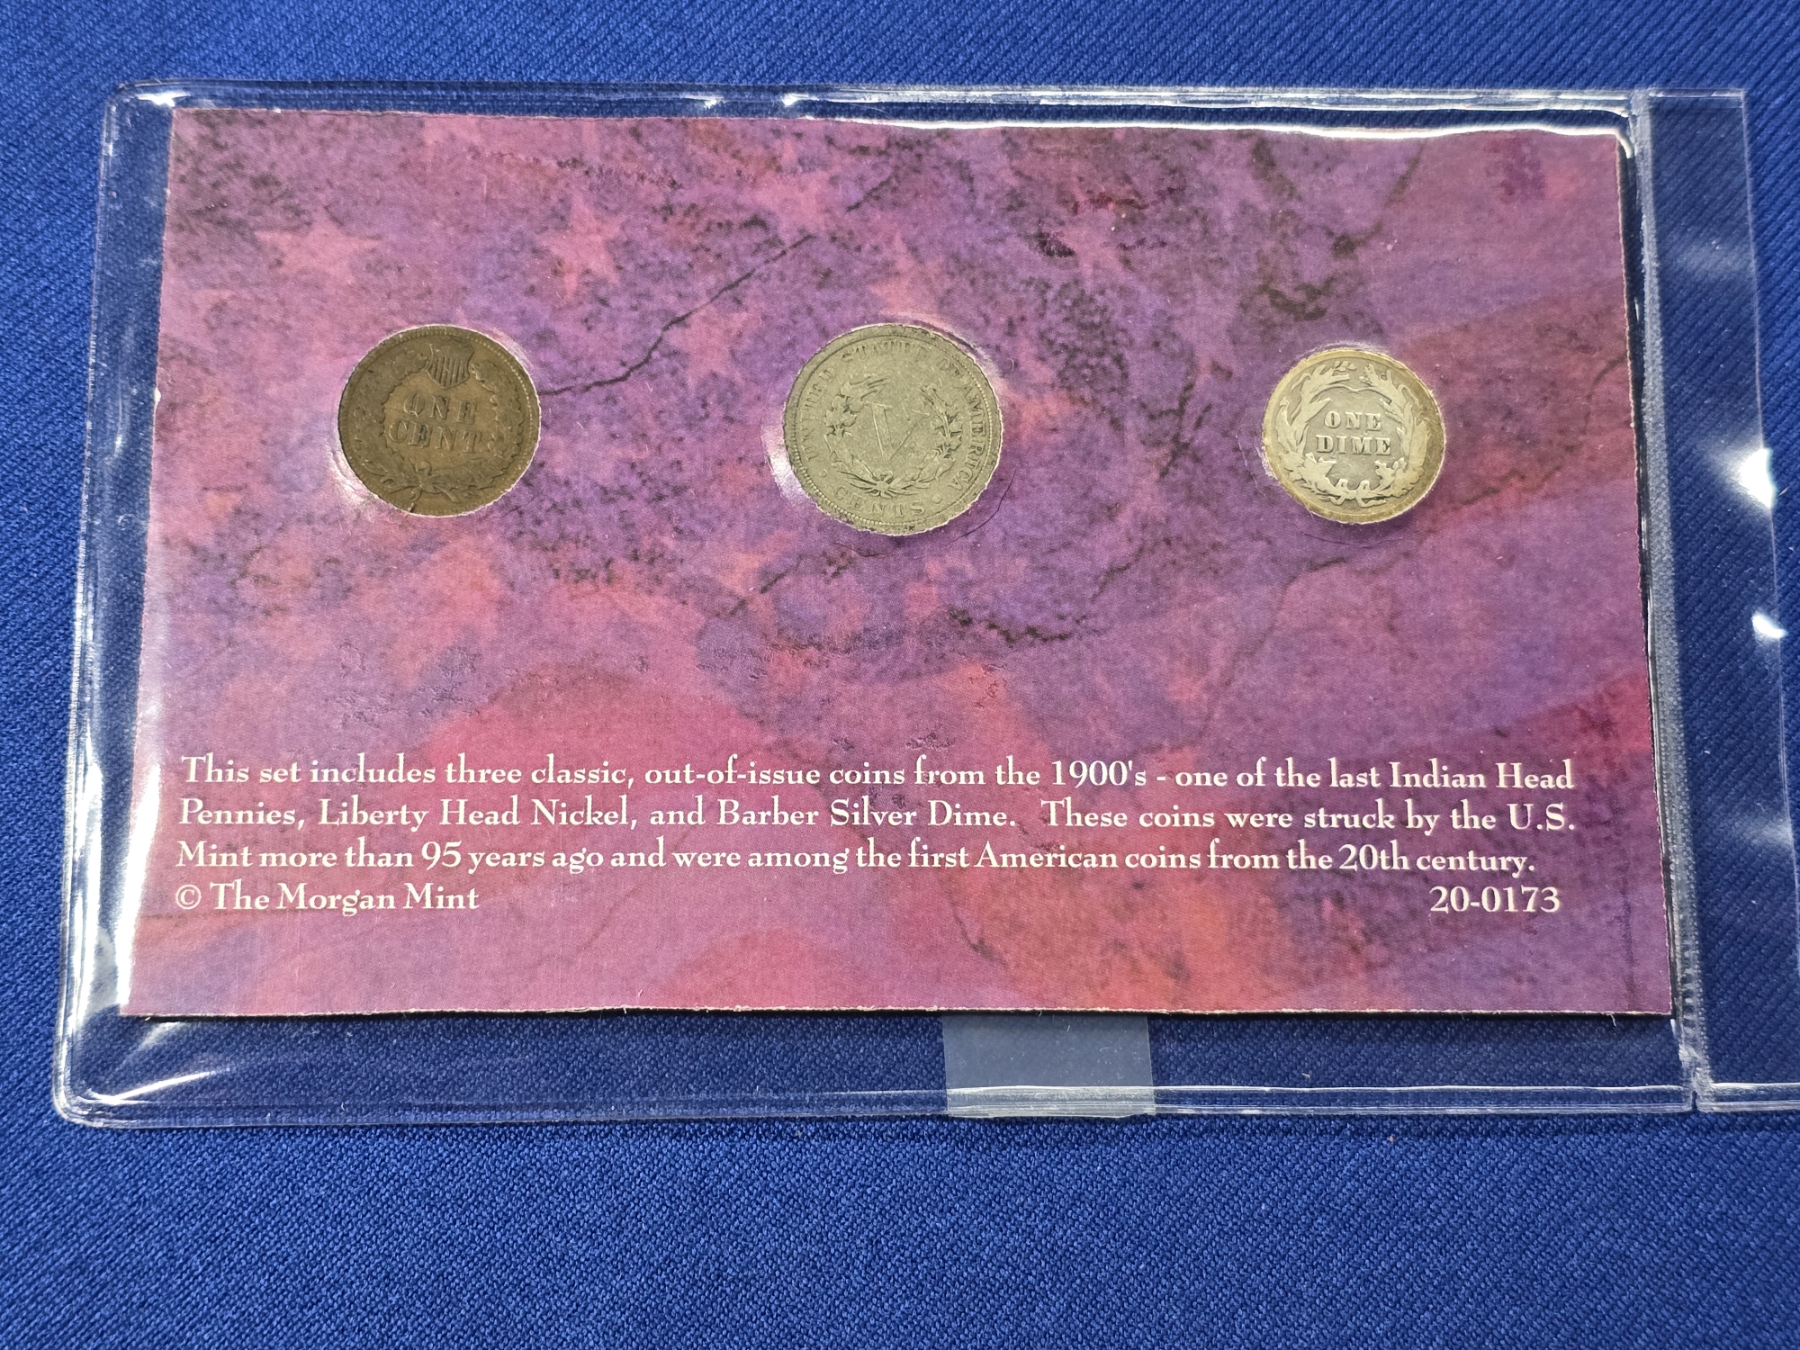 ONE
CENT
UNITED STATES OF AMERICA
V
CENTS
ONE
DIME
This set includes three classic, out-of-issue coins from the 1900's - one of the last Indian Head
Pennies, Liberty Head Nickel, and Barber Silver Dime. These coins were struck by the U.S.
Mint more than 95 years ago and were among the first American coins from the 20th century.
© The Morgan Mint 20-0173